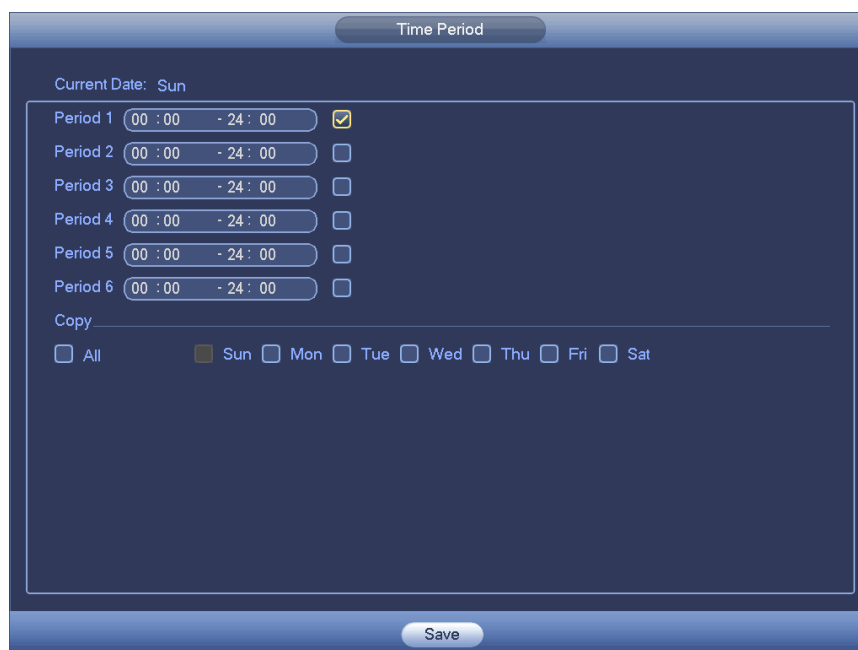 Time Period
Current Date: Sun
Period 1 00 :00 - 24 : 00
Period 2 00 :00 - 24 : 00
Period 3 00 :00 - 24 : 00
Period 4 00 :00 - 24 : 00
Period 5 00 :00 - 24 : 00
Period 6 00 :00 - 24 : 00
Copy
All Sun Mon Tue Wed Thu Fri Sat
Save